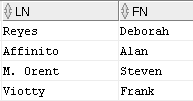 LN FN
Reyes Deborah
Affinito Alan
M. Orent Steven
Viotty Frank